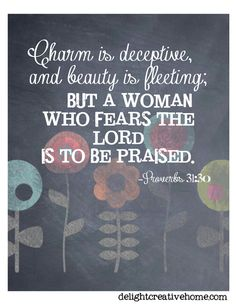 Charm is deceptive,
and beauty is fleeting;
BUT A WOMAN
WHO FEARS THE
LORD
IS TO BE PRAISED.
-Proverbs 31:30
delightcreativehome.com